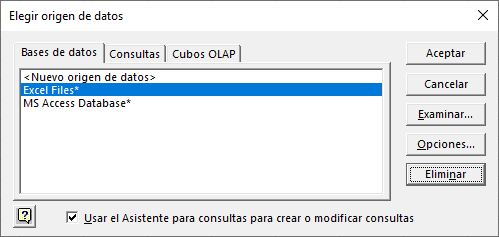 Elegir origen de datos
Bases de datos Consultas Cubos OLAP
<Nuevo origen de datos>
Excel Files*
MS Access Database*
Aceptar
Cancelar
Examinar...
Opciones...
Eliminar
?
Usar el Asistente para consultas para crear o modificar consultas